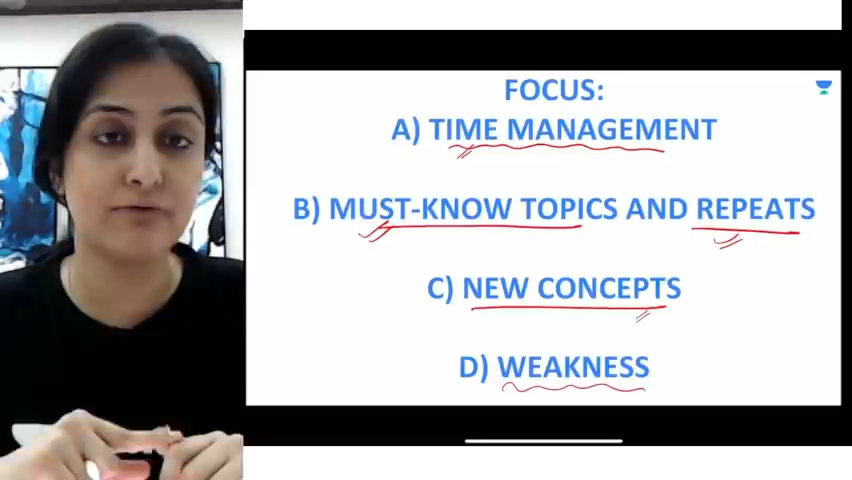 FOCUS:
A) TIME MANAGEMENT
B) MUST-KNOW TOPICS AND REPEATS
C) NEW CONCEPTS
D) WEAKNESS